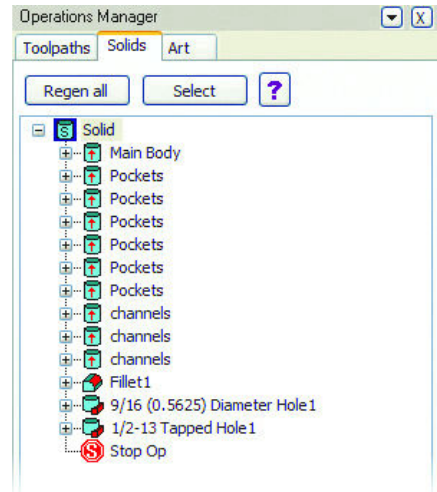 Operations Manager
Toolpaths Solids Art
Regen all Select ?
S Solid
Main Body
Pockets
Pockets
Pockets
Pockets
Pockets
Pockets
channels
channels
channels
Fillet1
9/16 (0.5625) Diameter Hole1
1/2-13 Tapped Hole1
S Stop Op